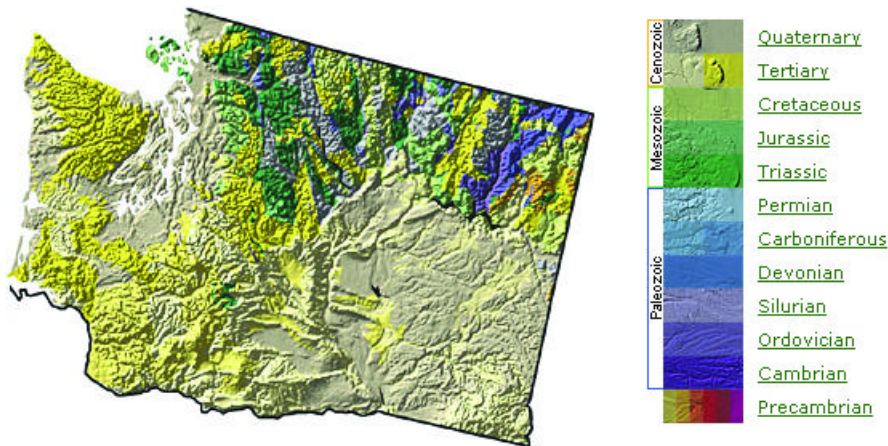 Cenozoic
Quaternary
Tertiary
Mesozoic
Cretaceous
Jurassic
Triassic
Paleozoic
Permian
Carboniferous
Devonian
Silurian
Ordovician
Cambrian
Precambrian